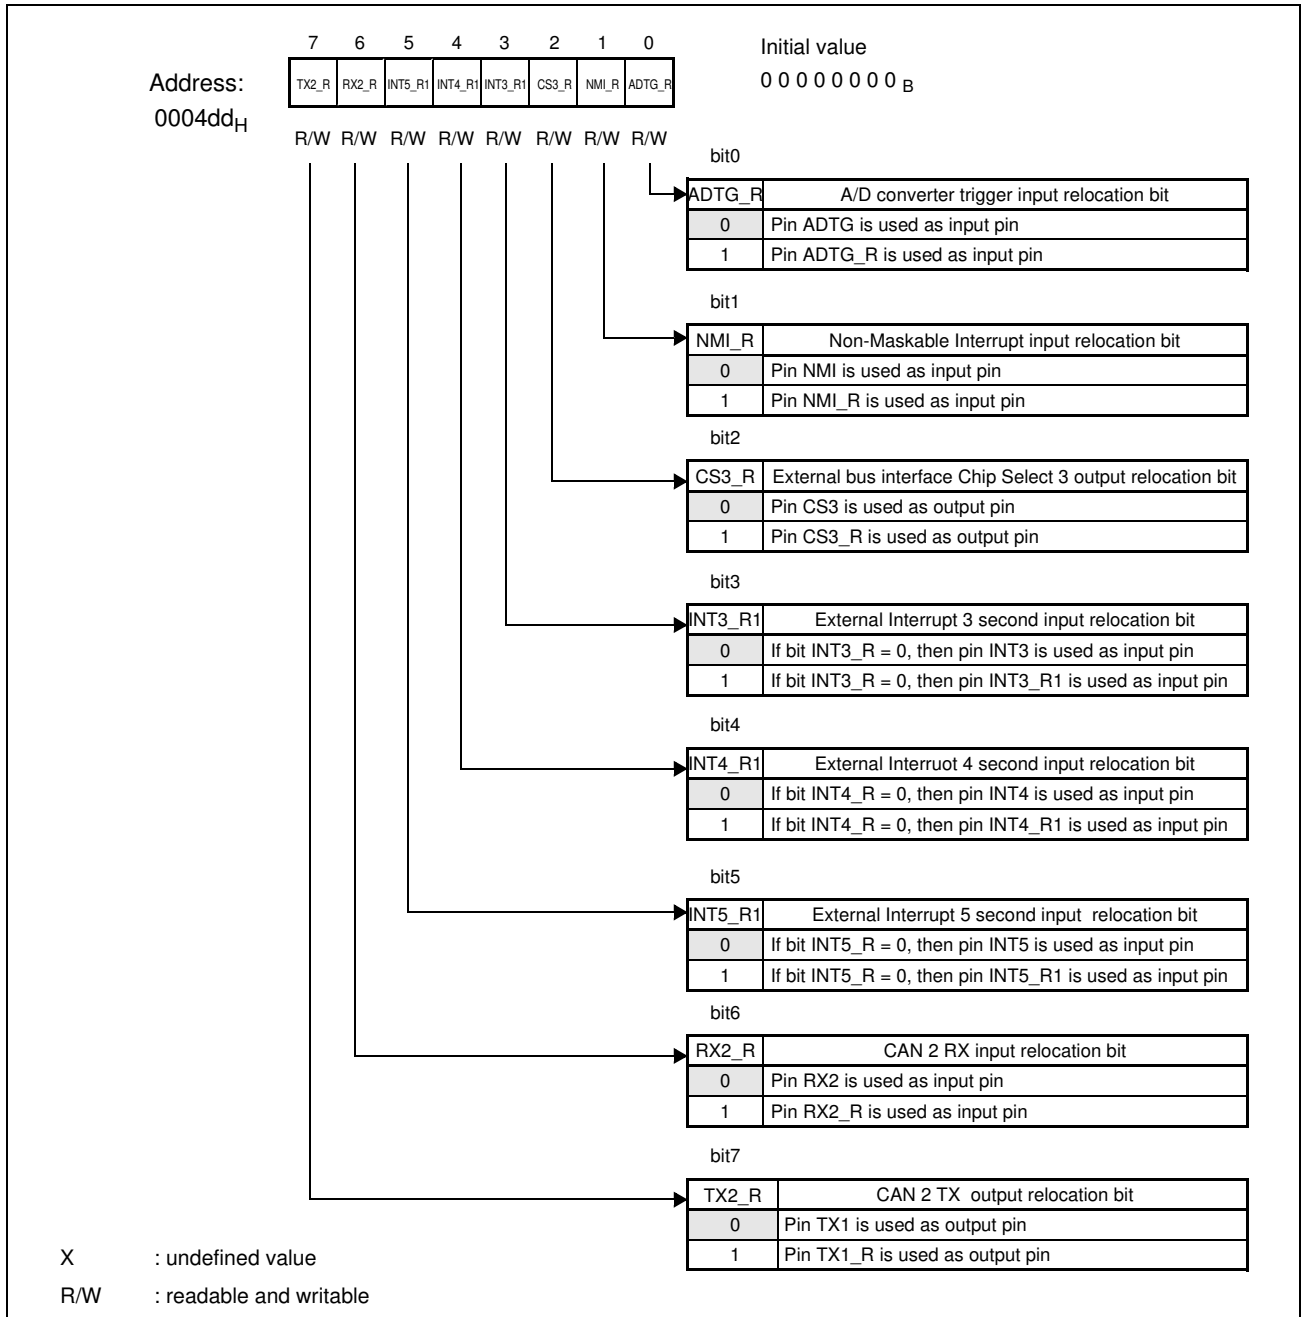 7 6 5 4 3 2 1 0
Initial value
Address:
0004ddH
TX2_R RX2_R INT5_R1 INT4_R1 INT3_R1 CS3_R NMI_R ADTG_R
0 0 0 0 0 0 0 0 B
R/W R/W R/W R/W R/W R/W R/W R/W
bit0
ADTG_R A/D converter trigger input relocation bit
0 Pin ADTG is used as input pin
1 Pin ADTG_R is used as input pin
bit1
NMI_R Non-Maskable Interrupt input relocation bit
0 Pin NMI is used as input pin
1 Pin NMI_R is used as input pin
bit2
CS3_R External bus interface Chip Select 3 output relocation bit
0 Pin CS3 is used as output pin
1 Pin CS3_R is used as output pin
bit3
INT3_R1 External Interrupt 3 second input relocation bit
0 If bit INT3_R = 0, then pin INT3 is used as input pin
1 If bit INT3_R = 0, then pin INT3_R1 is used as input pin
bit4
INT4_R1 External Interruot 4 second input relocation bit
0 If bit INT4_R = 0, then pin INT4 is used as input pin
1 If bit INT4_R = 0, then pin INT4_R1 is used as input pin
bit5
INT5_R1 External Interrupt 5 second input relocation bit
0 If bit INT5_R = 0, then pin INT5 is used as input pin
1 If bit INT5_R = 0, then pin INT5_R1 is used as input pin
bit6
RX2_R CAN 2 RX input relocation bit
0 Pin RX2 is used as input pin
1 Pin RX2_R is used as input pin
bit7
TX2_R CAN 2 TX output relocation bit
0 Pin TX1 is used as output pin
1 Pin TX1_R is used as output pin
X : undefined value
R/W : readable and writable